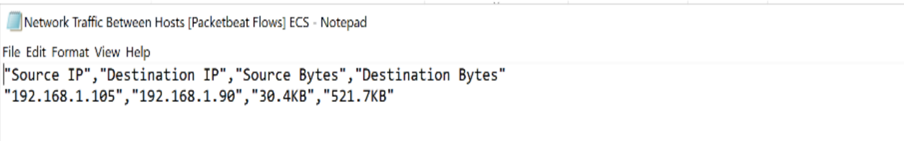 Network Traffic Between Hosts [Packetbeat Flows] ECS - Notepad
File Edit Format View Help
"Source IP","Destination IP","Source Bytes","Destination Bytes"
"192.168.1.105","192.168.1.90","30.4KB","521.7KB"